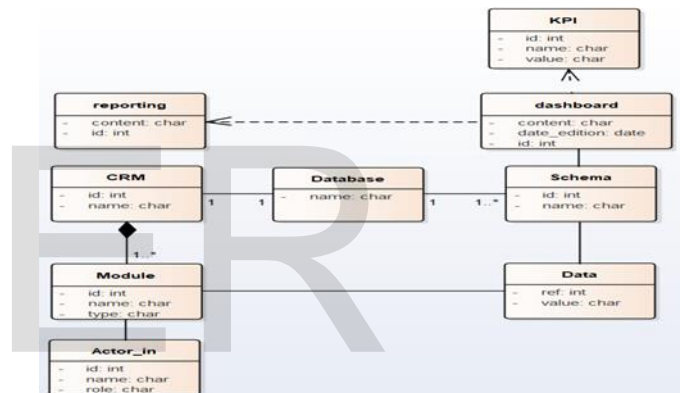 KPI
- id: int
- name: char
- value: char
reporting
- content: char
- id: int
dashboard
- content: char
- date_edition: date
- id: int
CRM
- id: int
- name: char
1
1
Database
- name: char
1
1..*
Schema
- id: int
- name: char
1..*
Module
- id: int
- name: char
- type: char
Data
- ref: int
- value: char
Actor_in
- id: int
- name: char
- role: char
ER